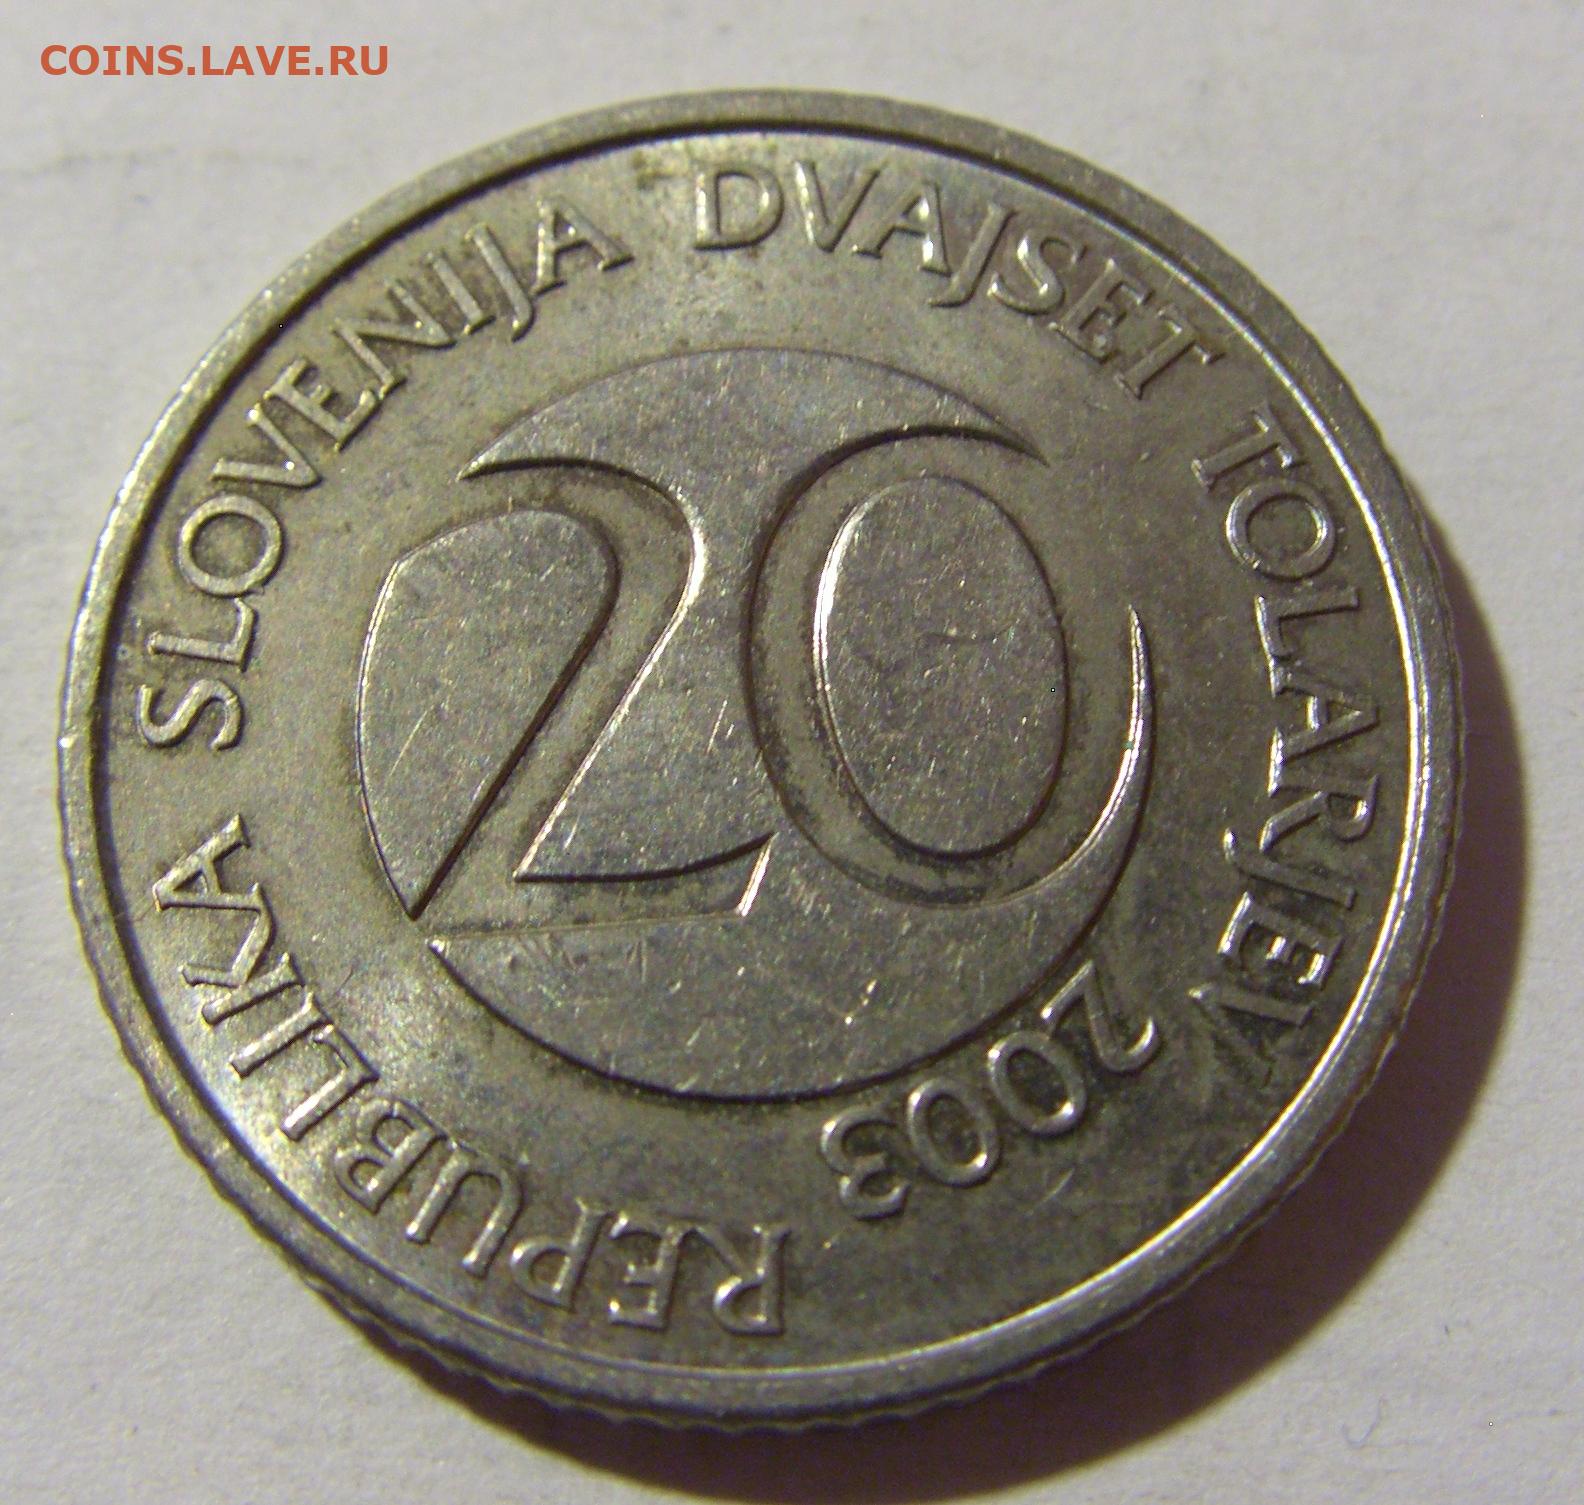 COINS.LAVE.RU
REPUBLIKA SLOVENIJA DVAJSET TOLARJEV
20
2003